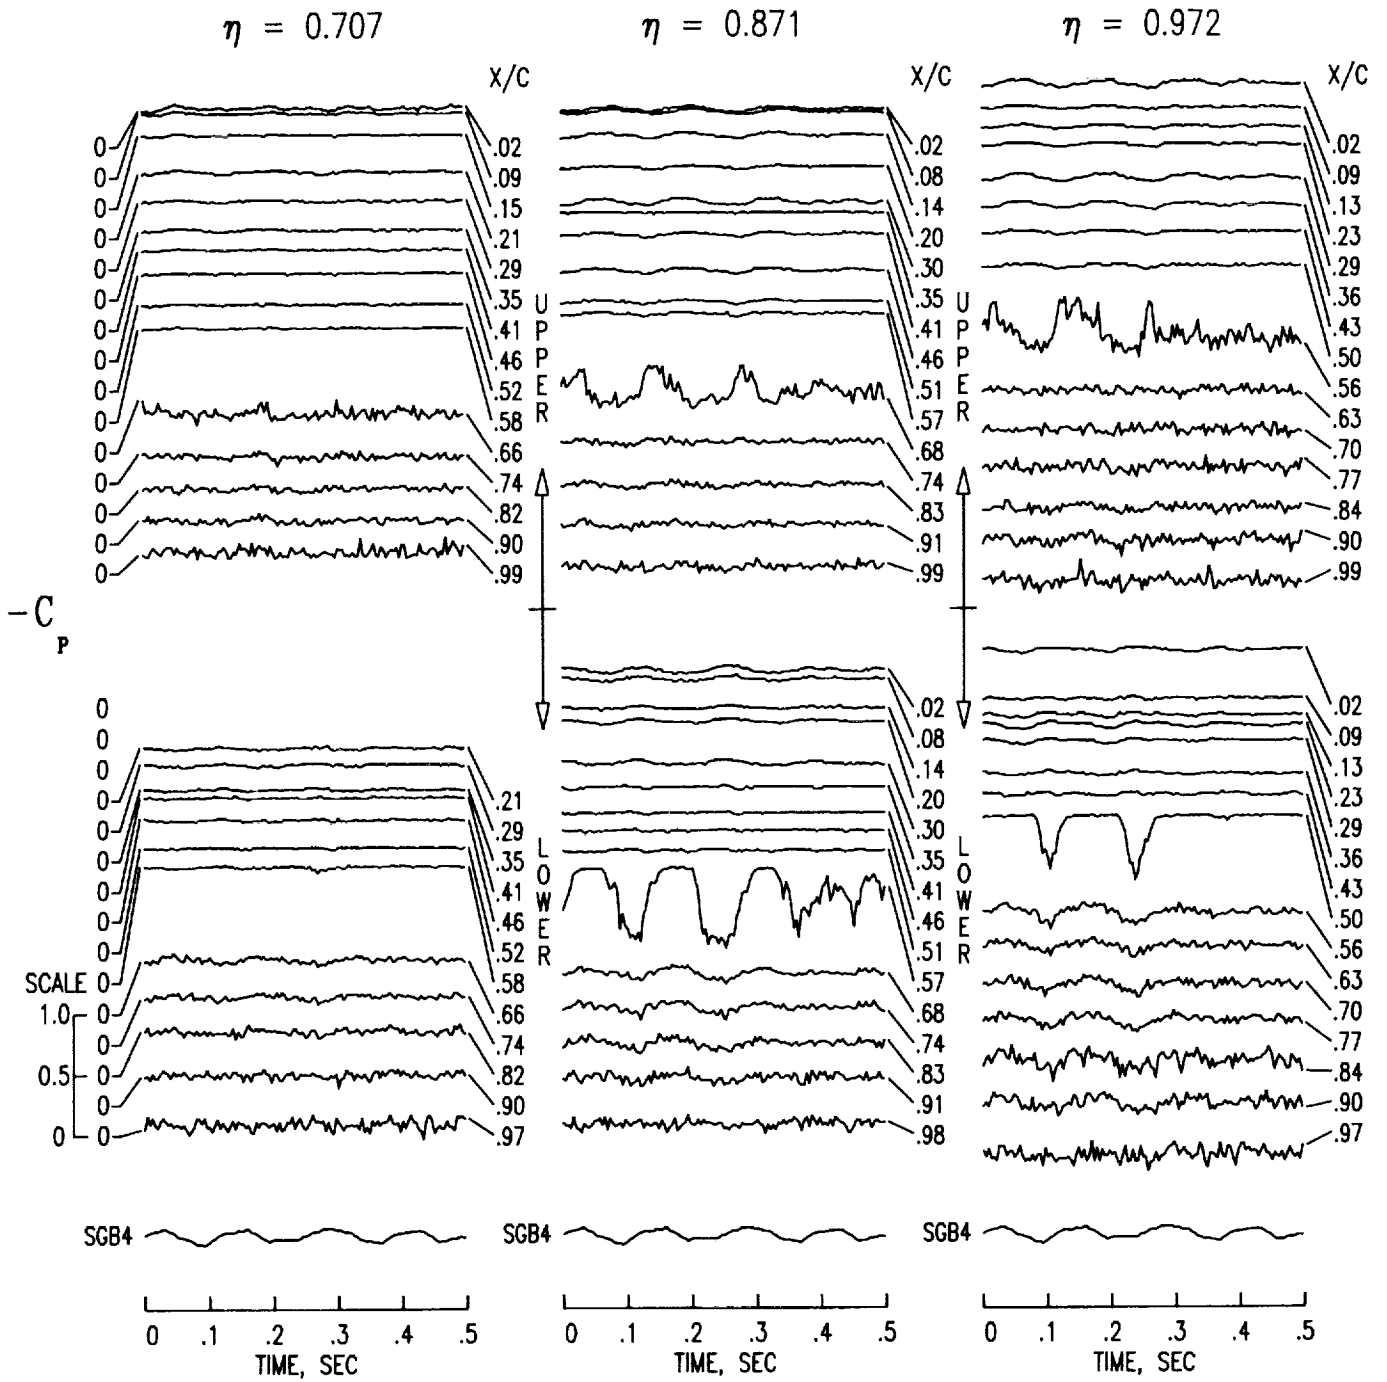 η = 0.707
η = 0.871
η = 0.972
X/C
X/C
X/C
0 .02 .02 .02
0 .09 .08 .09
0 .15 .14 .13
0 .21 .20 .23
0 .29 .30 .29
0 .35 .35 .36
0 .41 .41 .43
0 .46 .46 .50
0 .52 .51 .56
0 .58 .57 .63
0 .66 .68 .70
0 .74 .74 .77
0 .82 .83 .84
0 .90 .91 .90
0 .99 .99 .99
UPPER
UPPER
-C
P
LOWER
LOWER
0 .02 .02
0 .08 .09
0 .14 .13
0 .21 .20 .23
0 .29 .30 .29
0 .35 .35 .36
0 .41 .41 .43
0 .46 .46 .50
0 .52 .51 .56
0 .58 .57 .63
0 .66 .68 .70
0 .74 .74 .77
0 .82 .83 .84
0 .90 .91 .90
0 .97 .98 .97
SCALE
1.0
0.5
0
SGB4
SGB4
SGB4
0 .1 .2 .3 .4 .5
0 .1 .2 .3 .4 .5
0 .1 .2 .3 .4 .5
TIME, SEC
TIME, SEC
TIME, SEC